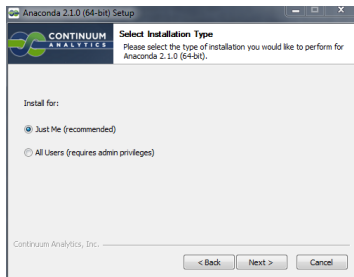 Anaconda 2.1.0 (64-bit) Setup
CONTINUUM
ANALYTICS
Select Installation Type
Please select the type of installation you would like to perform for
Anaconda 2.1.0 (64-bit).
Install for:
Just Me (recommended)
All Users (requires admin privileges)
Continuum Analytics, Inc.
< Back
Next >
Cancel